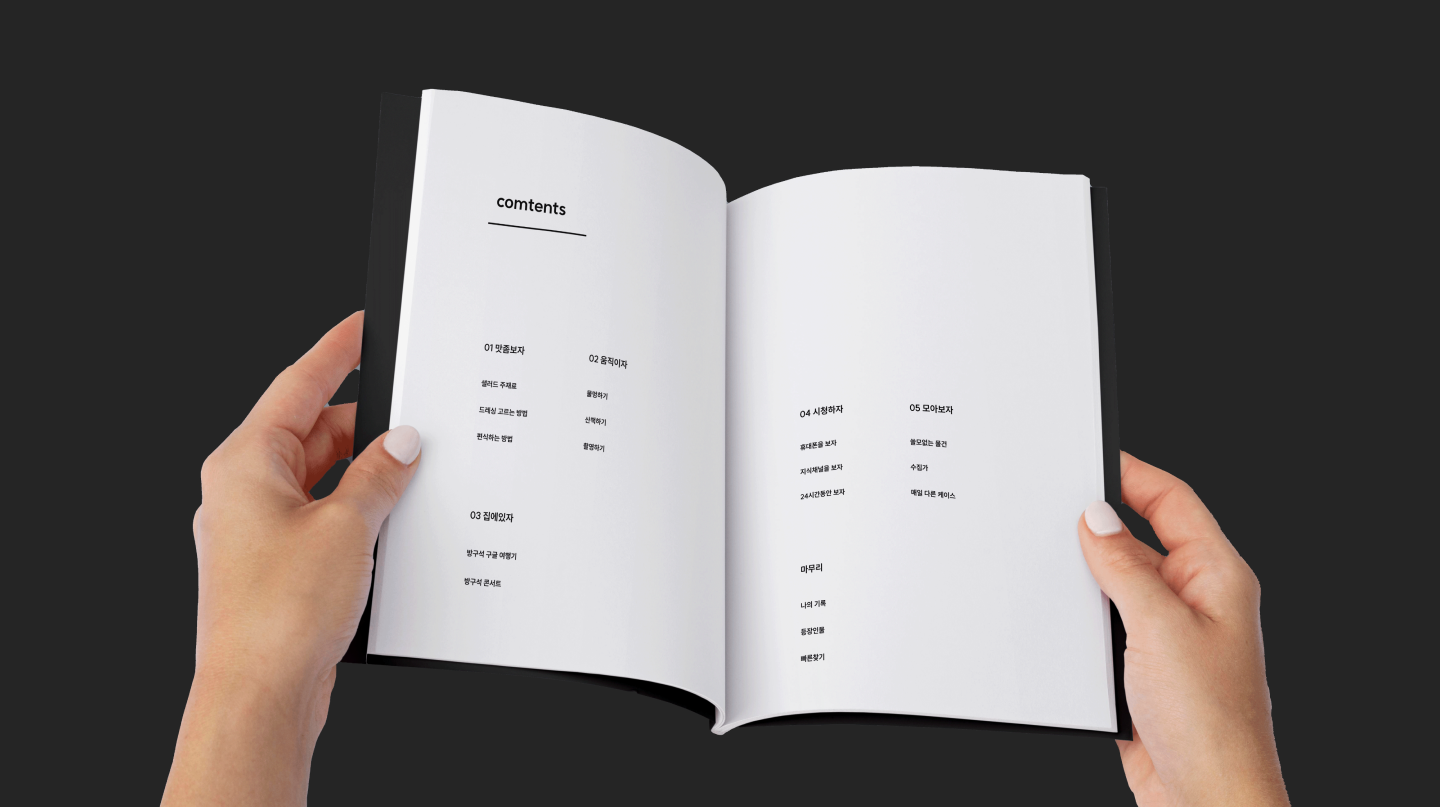 comtents
01 맛좀보자
샐러드 주재료
드레싱 고르는 방법
편식하는 방법
02 움직이자
물멍하기
산책하기
촬영하기
03 집에있자
방구석 구글 여행기
방구석 콘서트
04 시청하자
휴대폰을 보자
지식채널을 보자
24시간동안 보자
05 모아보자
쓸모없는 물건
수집가
매일 다른 케이스
마무리
나의 기록
등장인물
빠른찾기